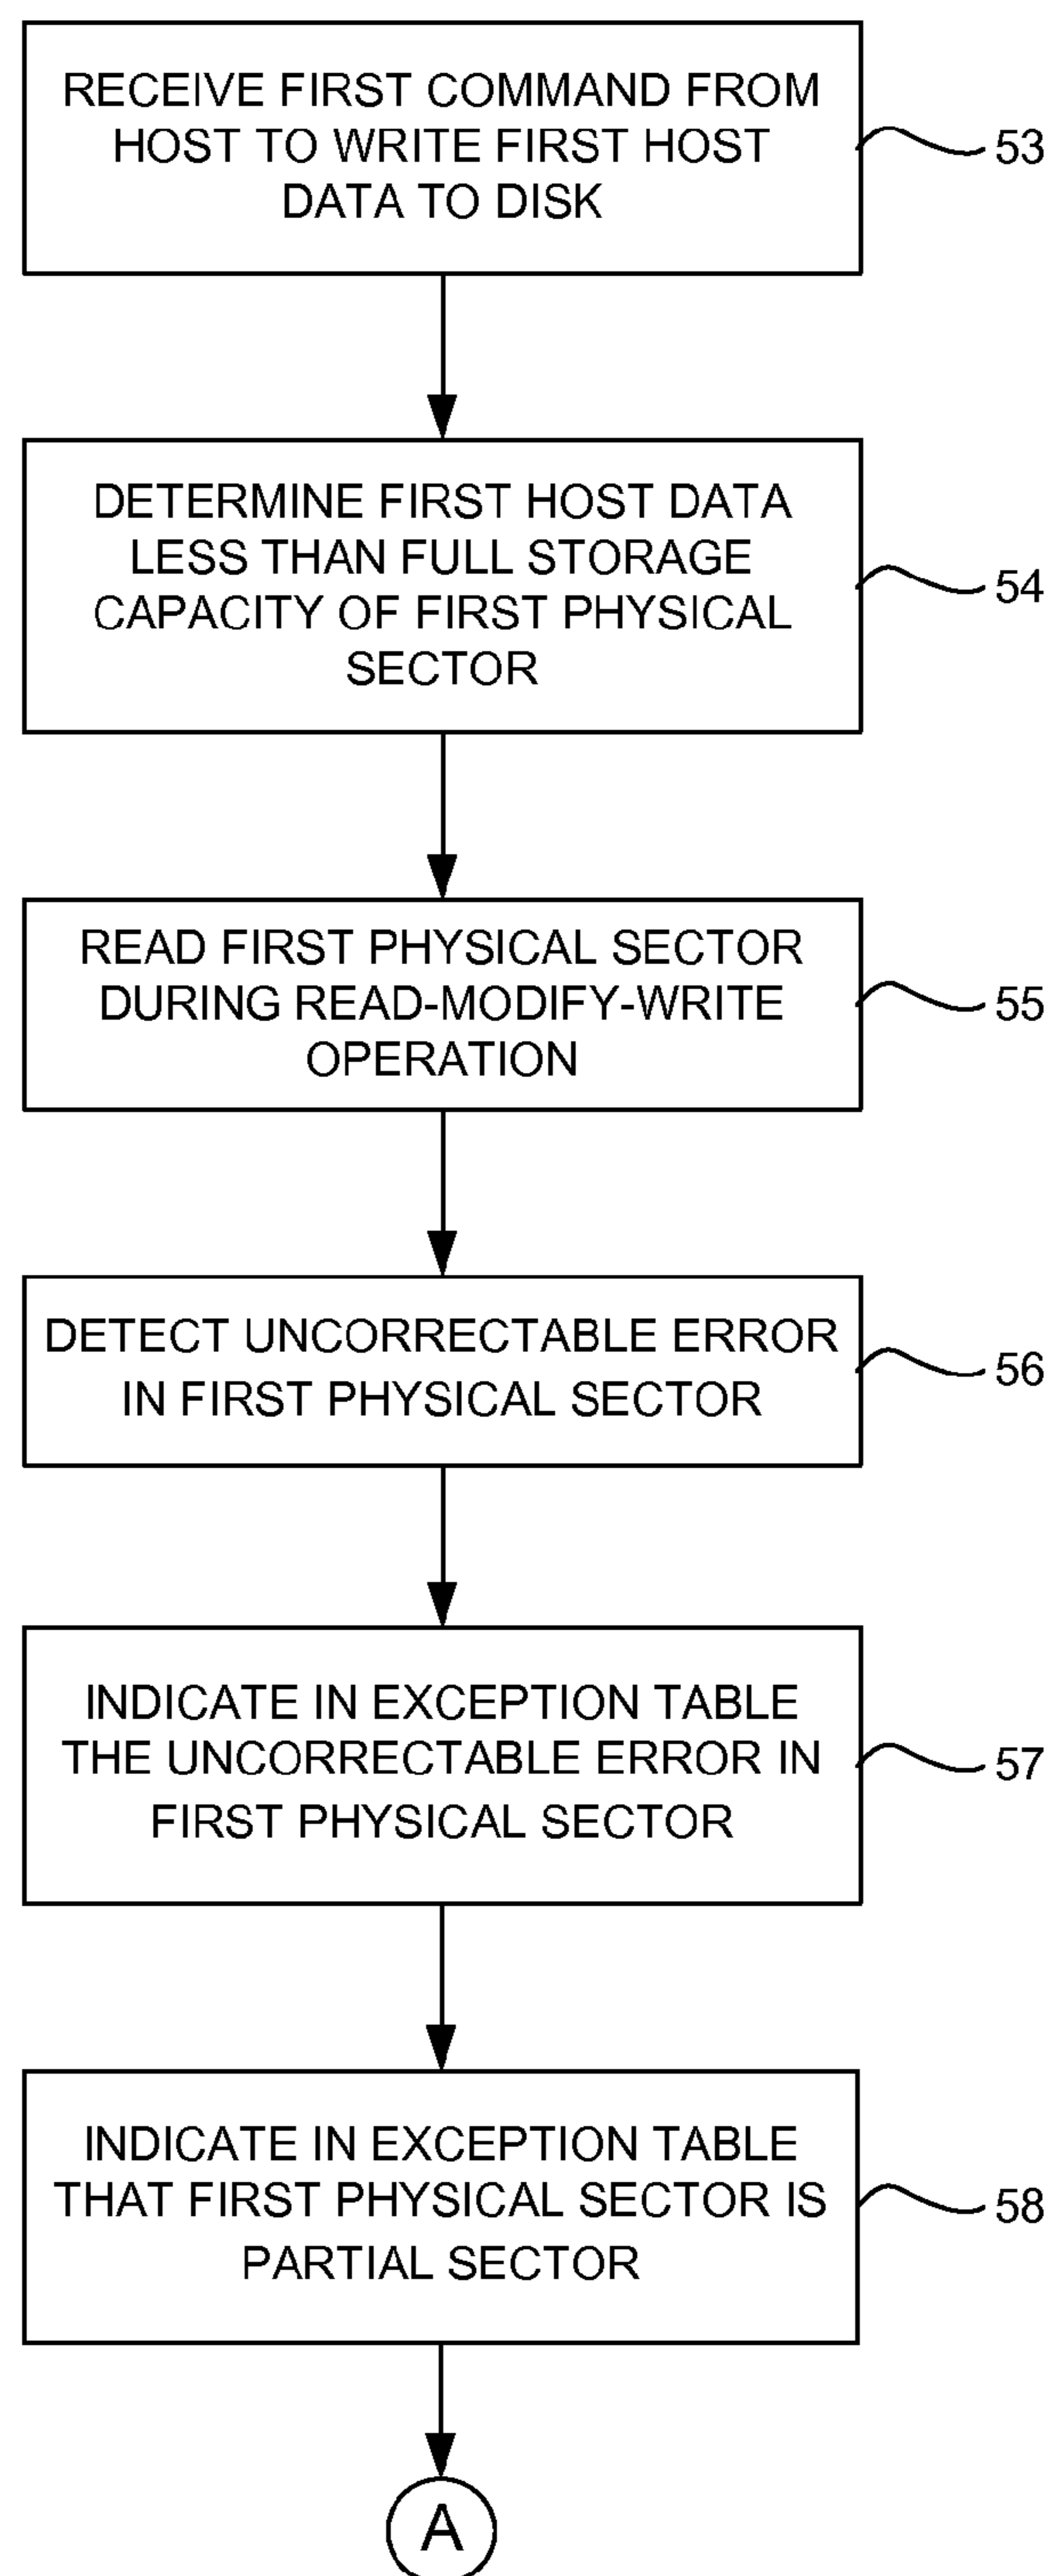 RECEIVE FIRST COMMAND FROM
HOST TO WRITE FIRST HOST
DATA TO DISK
53
DETERMINE FIRST HOST DATA
LESS THAN FULL STORAGE
CAPACITY OF FIRST PHYSICAL
SECTOR
54
READ FIRST PHYSICAL SECTOR
DURING READ-MODIFY-WRITE
OPERATION
55
DETECT UNCORRECTABLE ERROR
IN FIRST PHYSICAL SECTOR
56
INDICATE IN EXCEPTION TABLE
THE UNCORRECTABLE ERROR IN
FIRST PHYSICAL SECTOR
57
INDICATE IN EXCEPTION TABLE
THAT FIRST PHYSICAL SECTOR IS
PARTIAL SECTOR
58
A